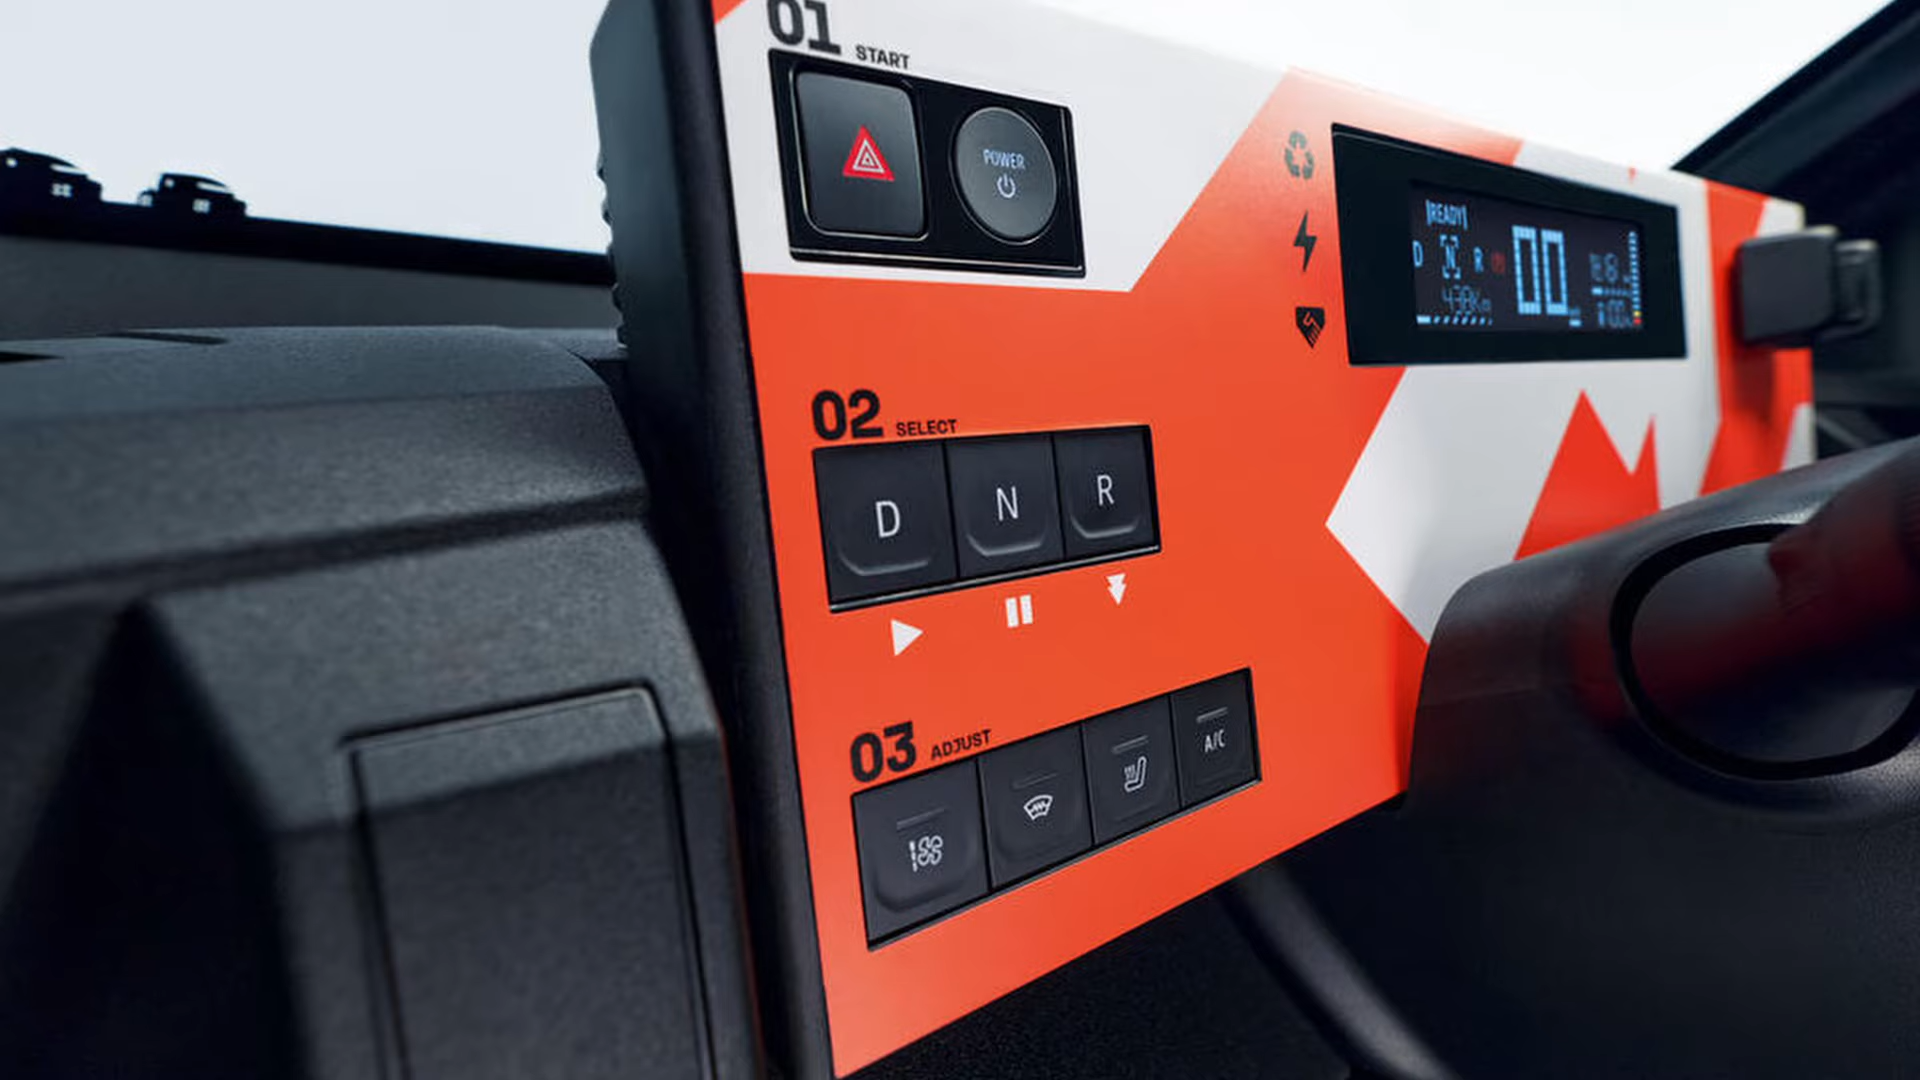 01 START
POWER
READY
D N R
438Km
00
02 SELECT
D N R
03 ADJUST
A/C